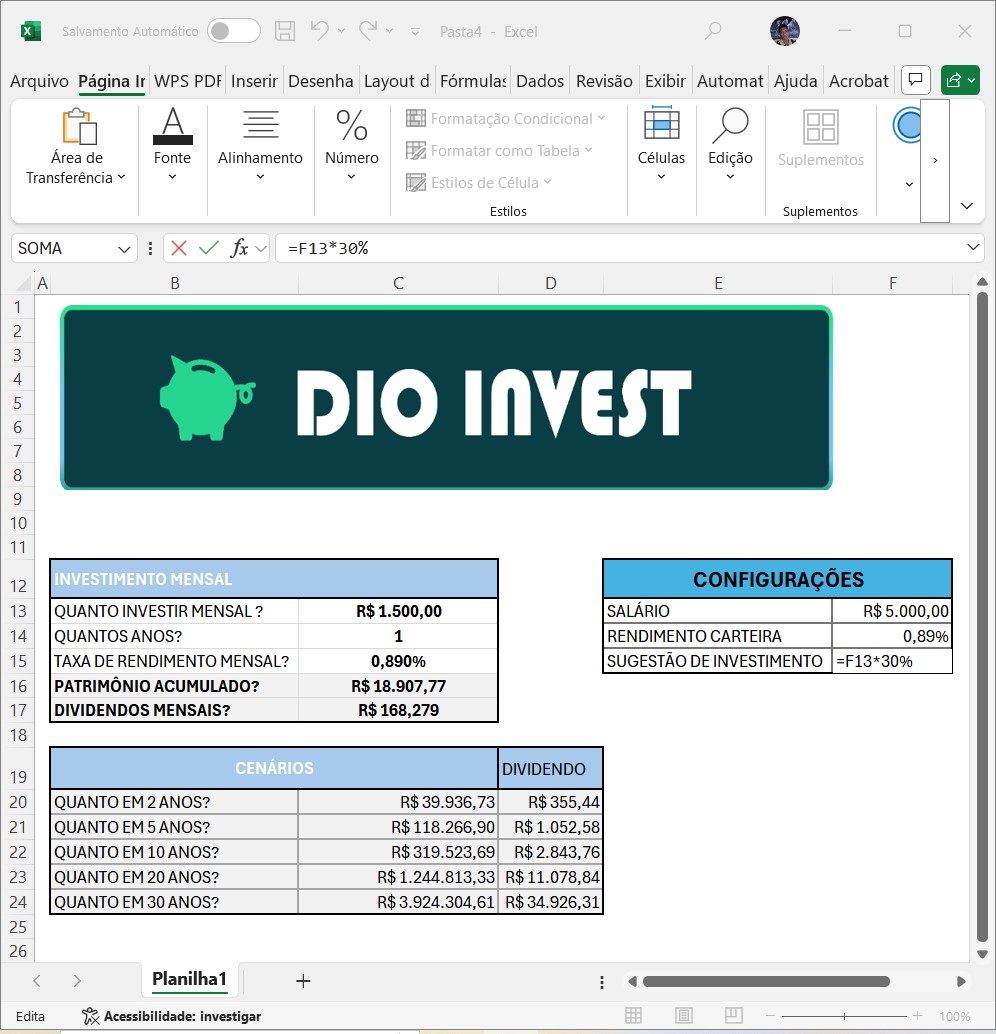 Salvamento Automático Pasta4 - Excel
Arquivo Página In WPS PDF Inserir Desenha Layout d Fórmulas Dados Revisão Exibir Automat Ajuda Acrobat
Área de Transferência
Fonte
Alinhamento
%
Número
Formatação Condicional
Formatar como Tabela
Estilos de Célula
Estilos
Células
Edição
Suplementos
Suplementos
SOMA fx =F13*30%
A B C D E F
1
2
3
4
5
6
7
8
9
10
11
DIO INVEST
12 INVESTIMENTO MENSAL CONFIGURAÇÕES
13 QUANTO INVESTIR MENSAL ? R$ 1.500,00 SALÁRIO R$ 5.000,00
14 QUANTOS ANOS? 1 RENDIMENTO CARTEIRA 0,89%
15 TAXA DE RENDIMENTO MENSAL? 0,890% SUGESTÃO DE INVESTIMENTO =F13*30%
16 PATRIMÔNIO ACUMULADO? R$ 18.907,77
17 DIVIDENDOS MENSAIS? R$ 168,279
18
19 CENÁRIOS DIVIDENDO
20 QUANTO EM 2 ANOS? R$ 39.936,73 R$ 355,44
21 QUANTO EM 5 ANOS? R$ 118.266,90 R$ 1.052,58
22 QUANTO EM 10 ANOS? R$ 319.523,69 R$ 2.843,76
23 QUANTO EM 20 ANOS? R$ 1.244.813,33 R$ 11.078,84
24 QUANTO EM 30 ANOS? R$ 3.924.304,61 R$ 34.926,31
25
26
Planilha1
Edita Acessibilidade: investigar 100%